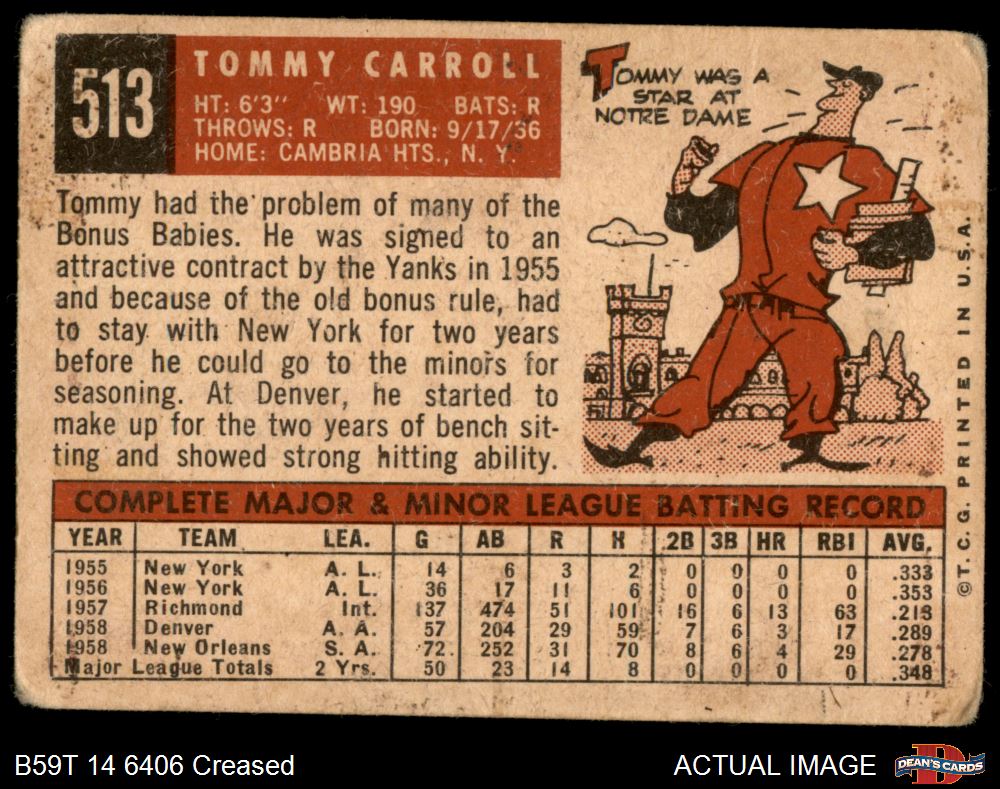 513
TOMMY CARROLL
HT: 6'3" WT: 190 BATS: R
THROWS: R BORN: 9/17/36
HOME: CAMBRIA HTS., N. Y.
TOMMY WAS A
STAR AT
NOTRE DAME
Tommy had the problem of many of the
Bonus Babies. He was signed to an
attractive contract by the Yanks in 1955
and because of the old bonus rule, had
to stay with New York for two years
before he could go to the minors for
seasoning. At Denver, he started to
make up for the two years of bench sit-
ting and showed strong hitting ability.
COMPLETE MAJOR & MINOR LEAGUE BATTING RECORD
YEAR TEAM LEA. G AB R H 2B 3B HR RBI AVG.
1955 New York A. L. 14 6 3 2 0 0 0 0 .333
1956 New York A. L. 36 17 11 6 0 0 0 0 .353
1957 Richmond Int. 137 474 51 101 16 6 13 63 .213
1958 Denver A. A. 57 204 29 59 7 6 3 17 .289
1958 New Orleans S. A. 72 252 31 70 8 6 4 29 .278
Major League Totals 2 Yrs. 50 23 14 8 0 0 0 0 .348
©T. C. G. PRINTED IN U.S.A.
B59T 14 6406 Creased
ACTUAL IMAGE
DEAN'S CARDS